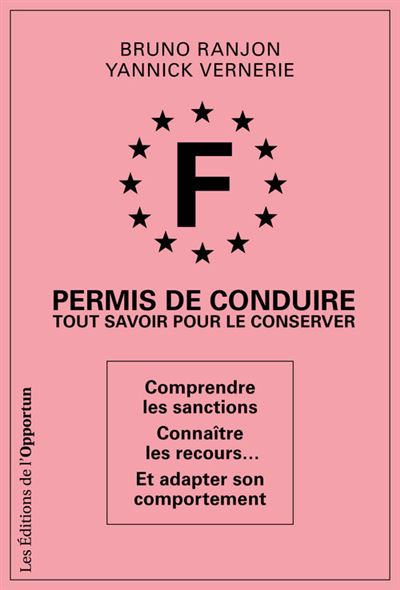 BRUNO RANJON
YANNICK VERNERIE
F
PERMIS DE CONDUIRE
TOUT SAVOIR POUR LE CONSERVER
Comprendre
les sanctions
Connaître
les recours...
Et adapter son
comportement
Les Éditions de l'Opportun